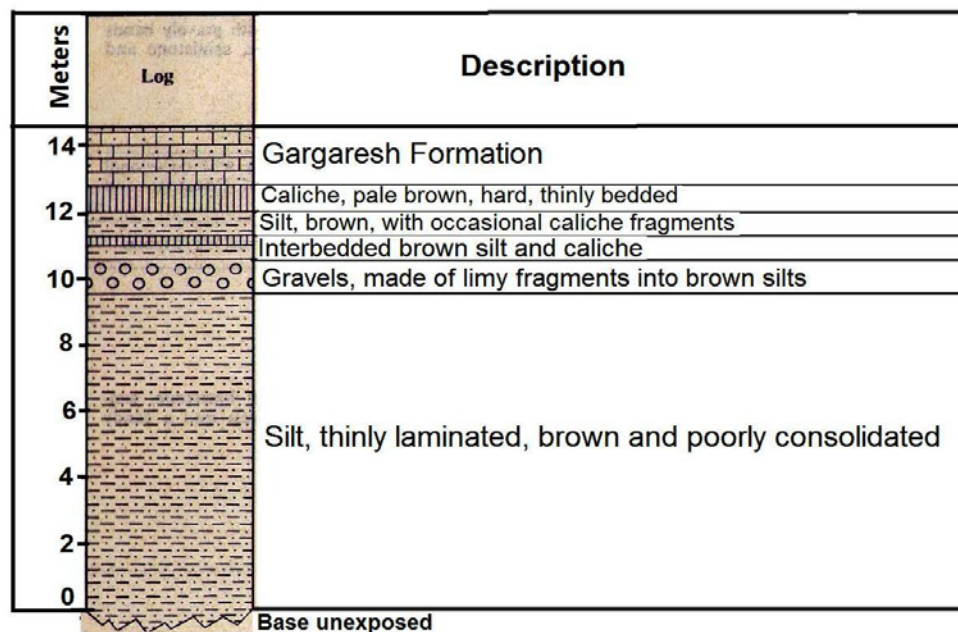 Meters
Log
Description
14
Gargaresh Formation
Caliche, pale brown, hard, thinly bedded
12
Silt, brown, with occasional caliche fragments
Interbedded brown silt and caliche
10
Gravels, made of limy fragments into brown silts
8
6
Silt, thinly laminated, brown and poorly consolidated
4
2
0
Base unexposed